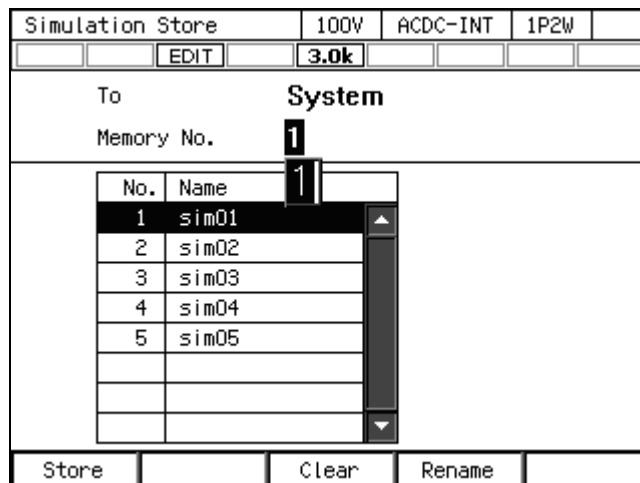 Simulation Store 100V ACDC-INT 1P2W
EDIT 3.0k
To System
Memory No. 1
1
No. Name
1 sim01
2 sim02
3 sim03
4 sim04
5 sim05
Store Clear Rename